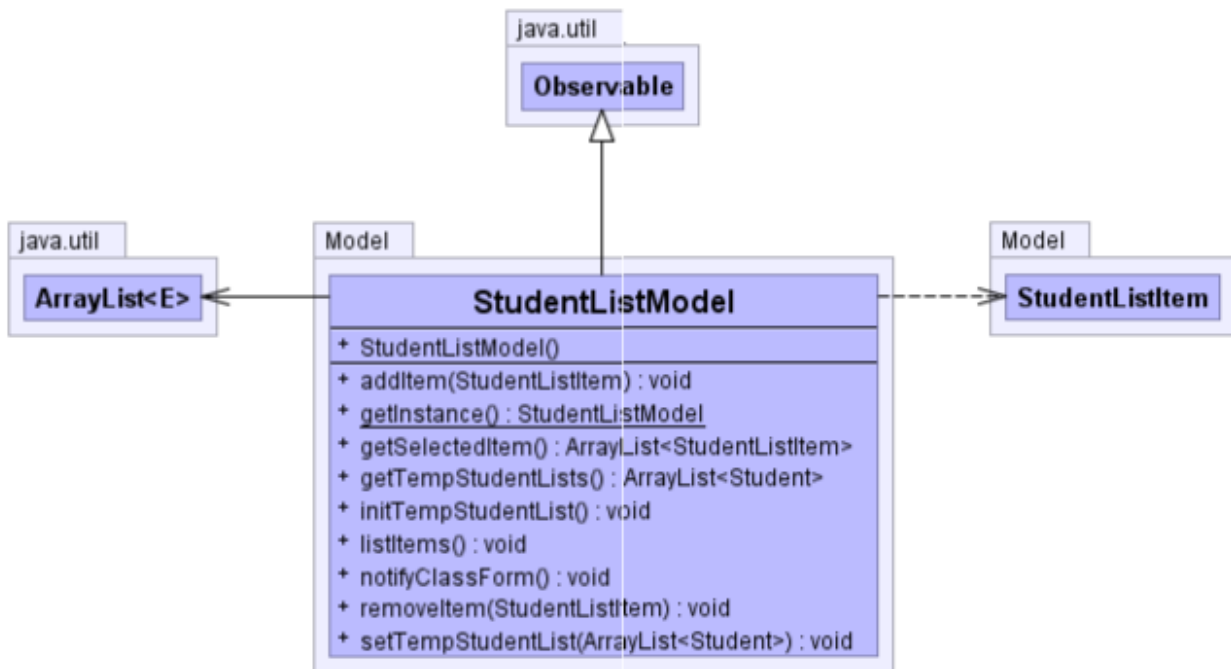 java.util
Observable
java.util
ArrayList<E>
Model
StudentListModel
+ StudentListModel()
+ addItem(StudentListItem) : void
+ getInstance() : StudentListModel
+ getSelectedItem() : ArrayList<StudentListItem>
+ getTempStudentLists() : ArrayList<Student>
+ initTempStudentList() : void
+ listItems() : void
+ notifyClassForm() : void
+ removeItem(StudentListItem) : void
+ setTempStudentList(ArrayList<Student>) : void
Model
StudentListItem